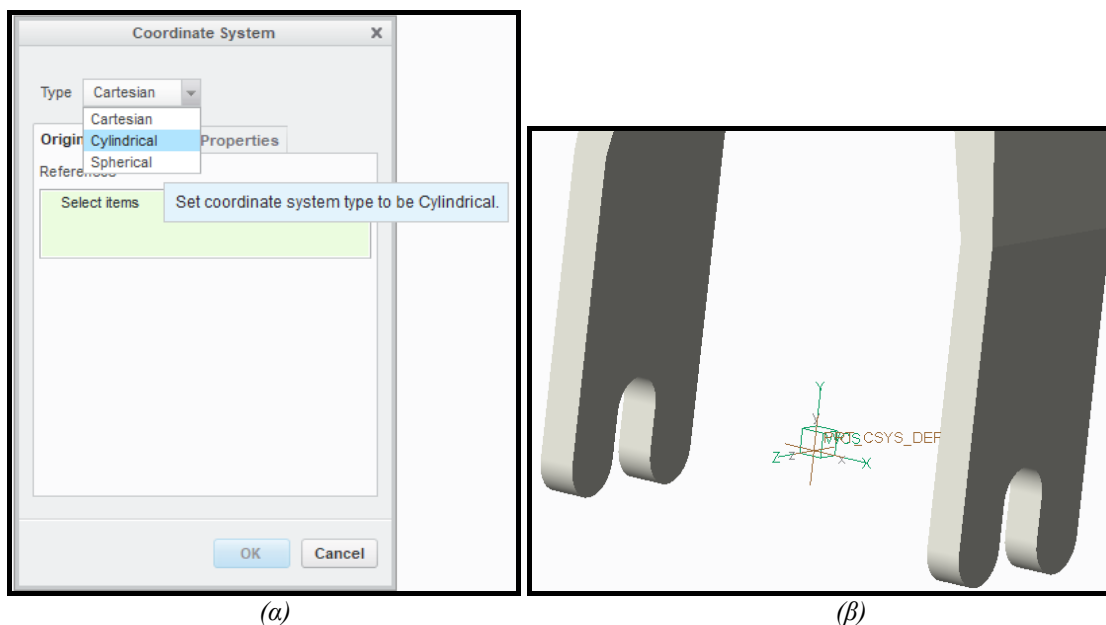 Coordinate System X
Type Cartesian
Cartesian
Cylindrical
Spherical
Origin
Properties
References
Select items
Set coordinate system type to be Cylindrical.
OK Cancel
Y
Y
CSYS_DEF
Z
Z
X
X
(α) (β)